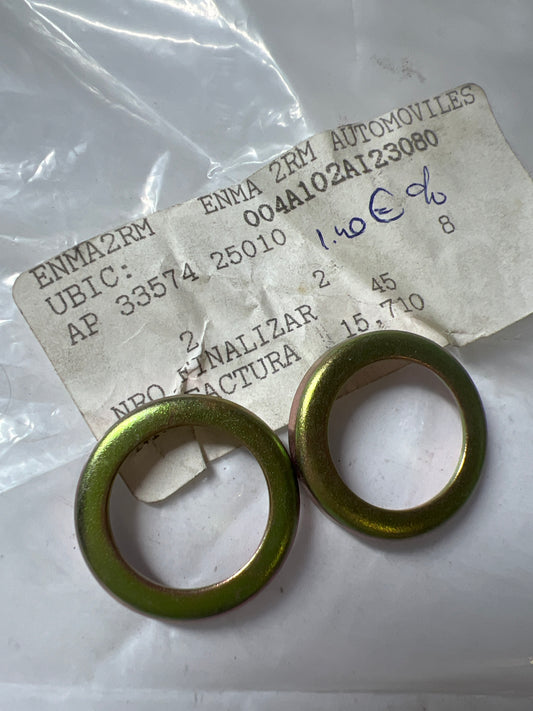 ENMA2RM ENMA 2RM AUTOMOVILES
UBIC: 004A102AI23080
AP 33574 25010 1.40 € c/u
2 2 8
NRO FINALIZAR 45
FACTURA 15,710